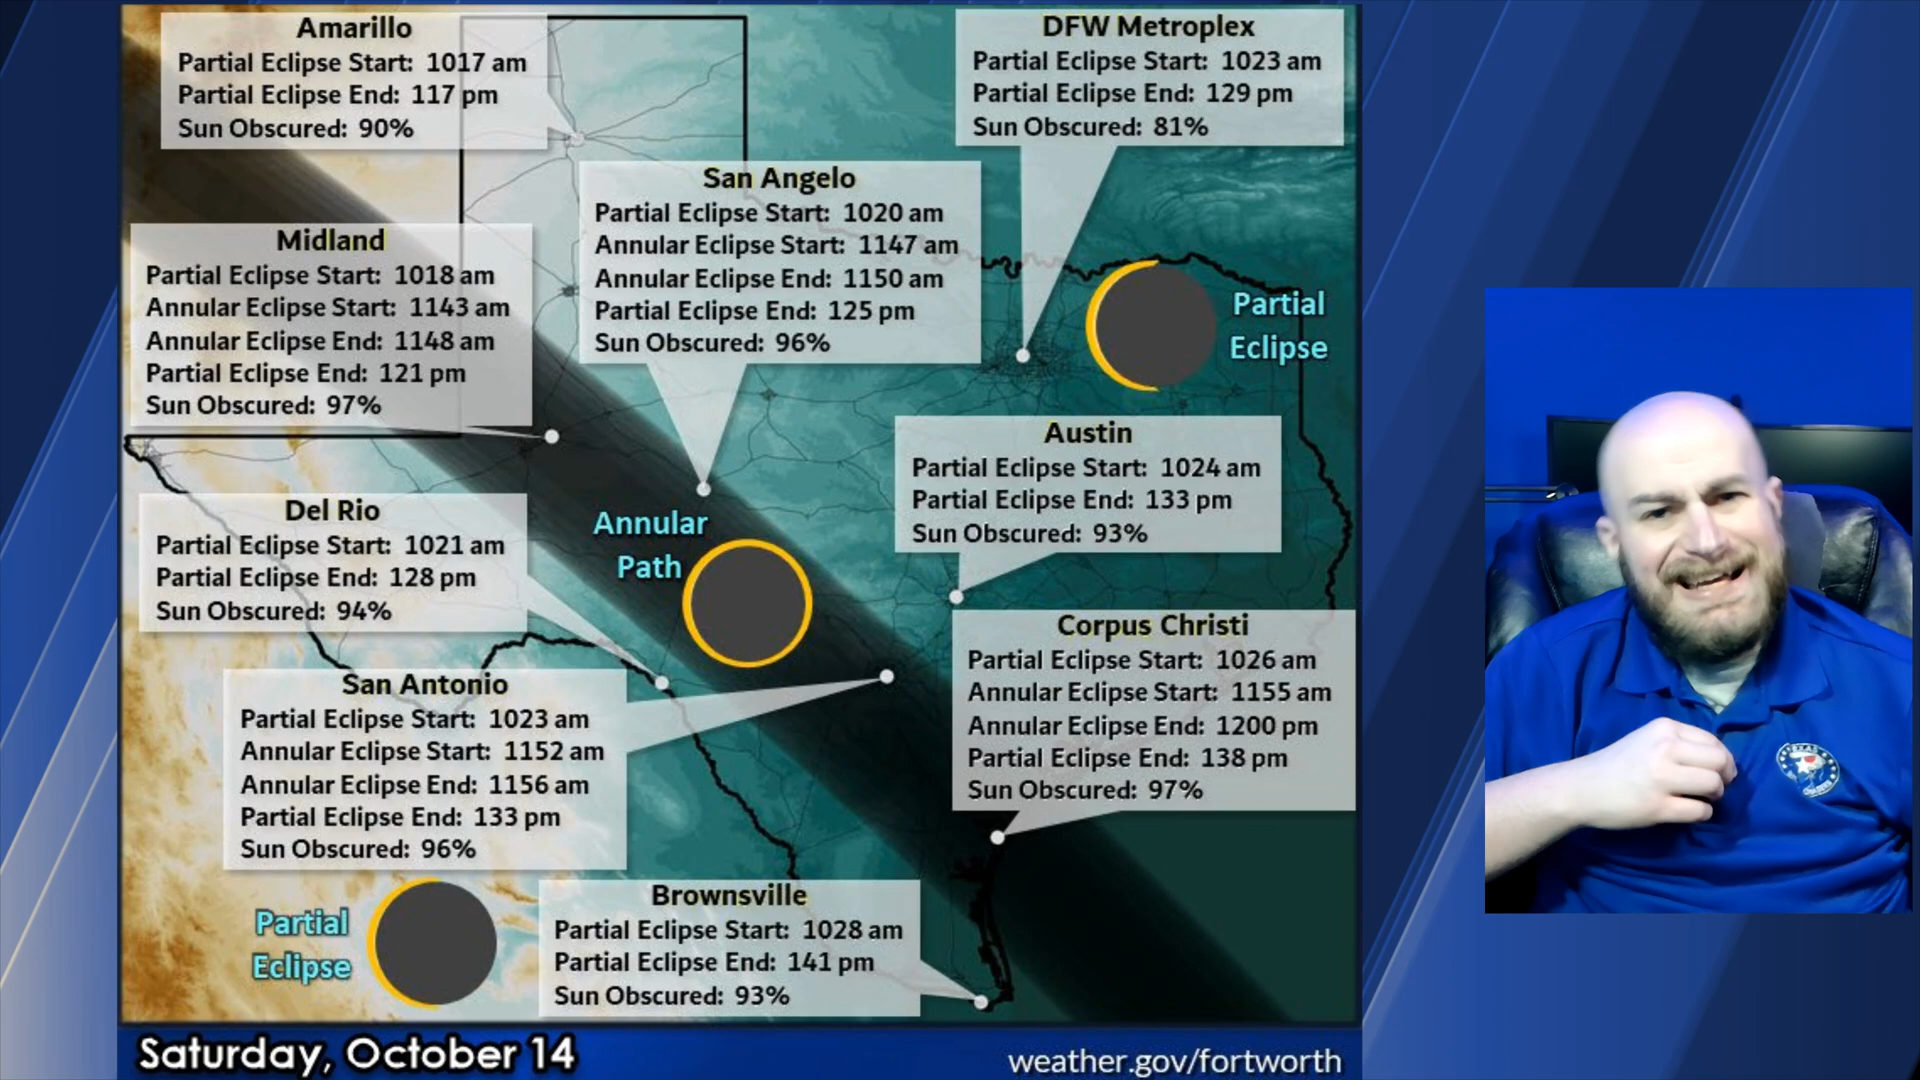 Amarillo
Partial Eclipse Start: 1017 am
Partial Eclipse End: 117 pm
Sun Obscured: 90%
DFW Metroplex
Partial Eclipse Start: 1023 am
Partial Eclipse End: 129 pm
Sun Obscured: 81%
San Angelo
Partial Eclipse Start: 1020 am
Annular Eclipse Start: 1147 am
Annular Eclipse End: 1150 am
Partial Eclipse End: 125 pm
Sun Obscured: 96%
Midland
Partial Eclipse Start: 1018 am
Annular Eclipse Start: 1143 am
Annular Eclipse End: 1148 am
Partial Eclipse End: 121 pm
Sun Obscured: 97%
Partial
Eclipse
Austin
Partial Eclipse Start: 1024 am
Partial Eclipse End: 133 pm
Sun Obscured: 93%
Del Rio
Partial Eclipse Start: 1021 am
Partial Eclipse End: 128 pm
Sun Obscured: 94%
Annular
Path
Corpus Christi
Partial Eclipse Start: 1026 am
Annular Eclipse Start: 1155 am
Annular Eclipse End: 1200 pm
Partial Eclipse End: 138 pm
Sun Obscured: 97%
San Antonio
Partial Eclipse Start: 1023 am
Annular Eclipse Start: 1152 am
Annular Eclipse End: 1156 am
Partial Eclipse End: 133 pm
Sun Obscured: 96%
Partial
Eclipse
Brownsville
Partial Eclipse Start: 1028 am
Partial Eclipse End: 141 pm
Sun Obscured: 93%
Saturday, October 14
weather.gov/fortworth